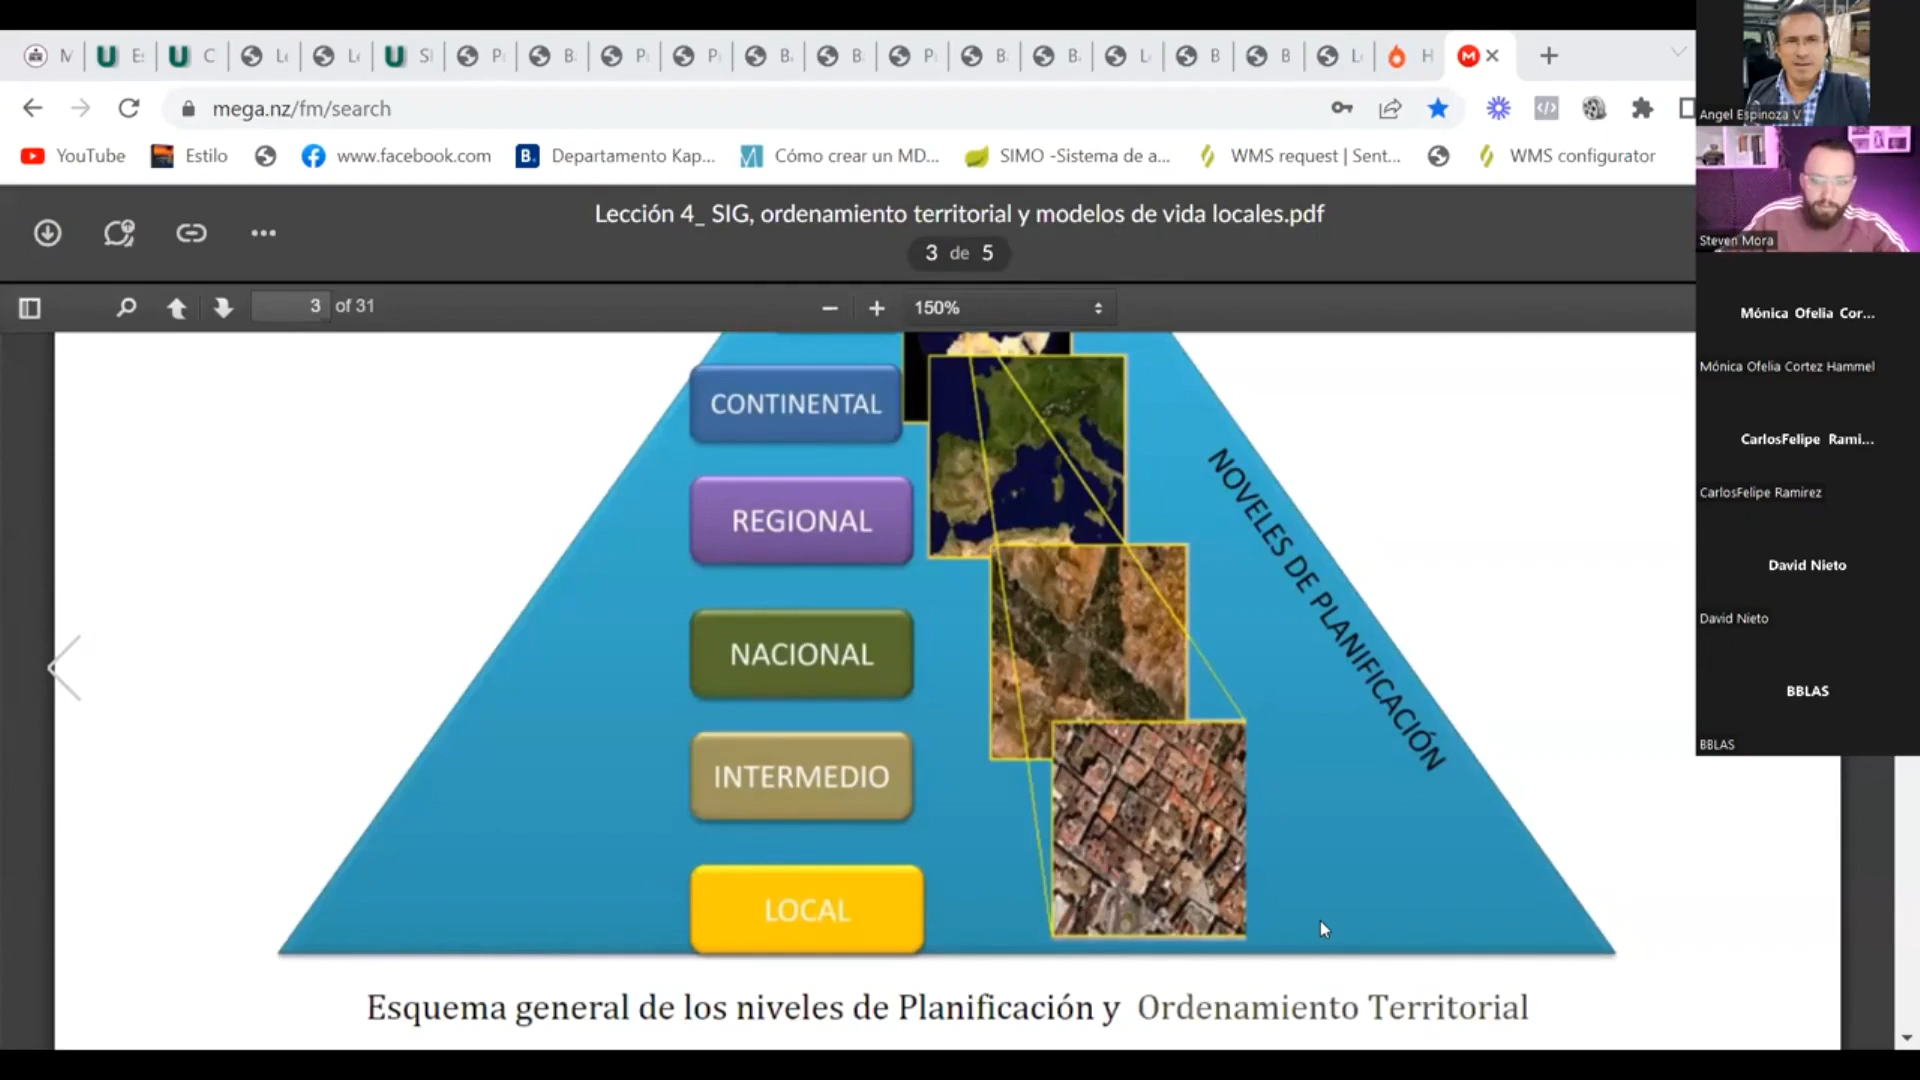 M E: C Le Le SI P B. P P B. B. P B B. L B B L H
mega.nz/fm/search
YouTube Estilo www.facebook.com B. Departamento Kap... Cómo crear un MD... SIMO -Sistema de a... WMS request | Sent... WMS configurator
Lección 4_ SIG, ordenamiento territorial y modelos de vida locales.pdf
3 de 5
3 of 31
150%
CONTINENTAL
REGIONAL
NACIONAL
INTERMEDIO
LOCAL
NOVELES DE PLANIFICACIÓN
Esquema general de los niveles de Planificación y Ordenamiento Territorial
Angel Espinoza V
Steven Mora
Mónica Ofelia Cor...
Mónica Ofelia Cortez Hammel
CarlosFelipe Rami...
CarlosFelipe Ramirez
David Nieto
David Nieto
BBLAS
BBLAS